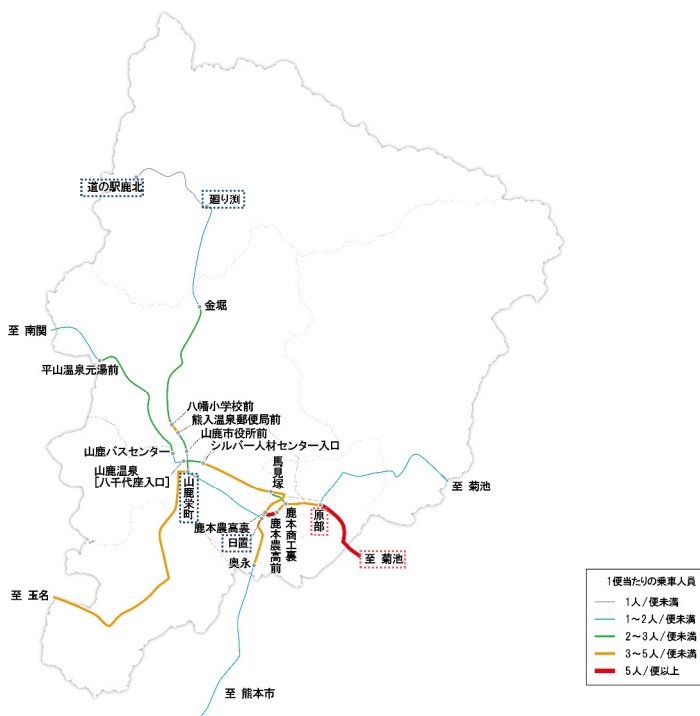 道の駅鹿北
廻り渕
金堀
至 南関
平山温泉元湯前
八幡小学校前
熊入温泉郵便局前
山鹿市役所前
シルバー人材センター入口
山鹿バスセンター
山鹿温泉
[八千代座入口]
馬見塚
至 菊池
山鹿栄町
鹿本農高裏
日置
鹿本農高前
鹿本商工裏
原部
奥永
至 菊池
至 玉名
至 熊本市
1便当たりの乗車人員
1人/便未満
1~2人/便未満
2~3人/便未満
3~5人/便未満
5人/便以上